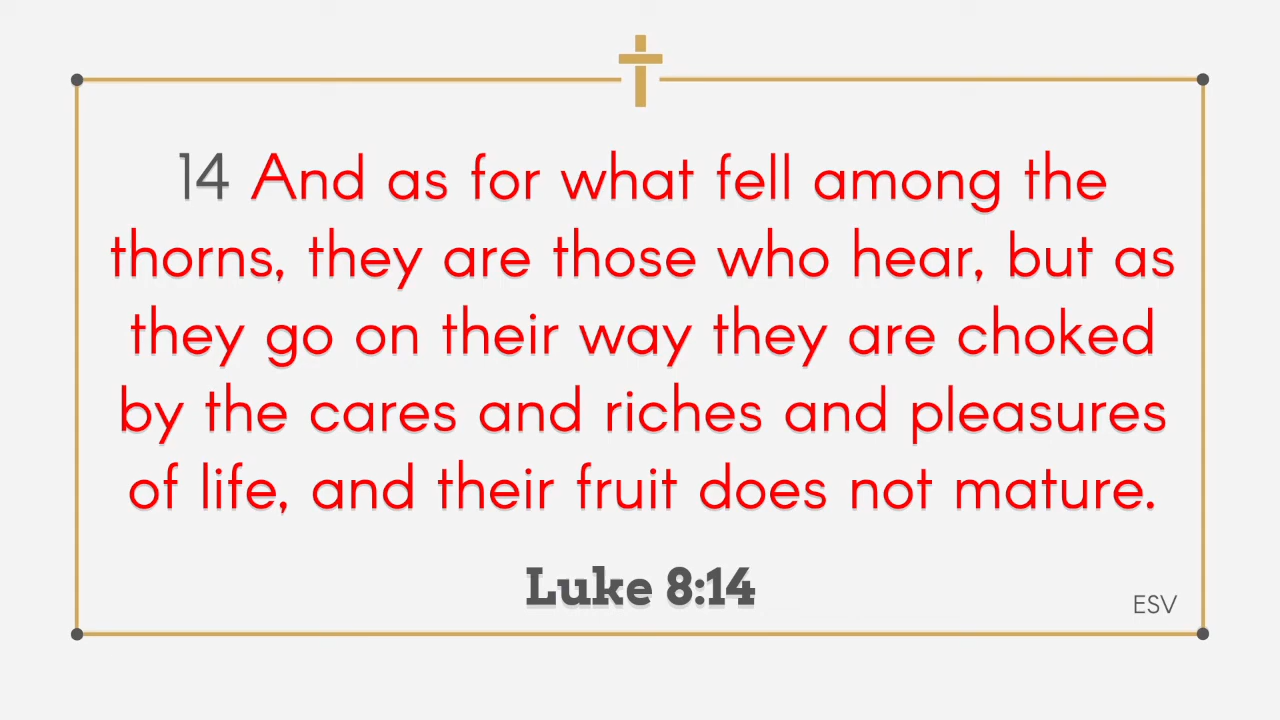 14 And as for what fell among the
thorns, they are those who hear, but as
they go on their way they are choked
by the cares and riches and pleasures
of life, and their fruit does not mature.
Luke 8:14
ESV